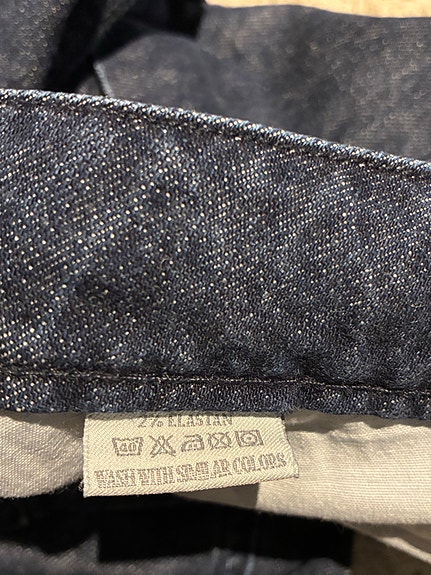 2% ELASTAN
WASH WITH SIMILAR COLORS